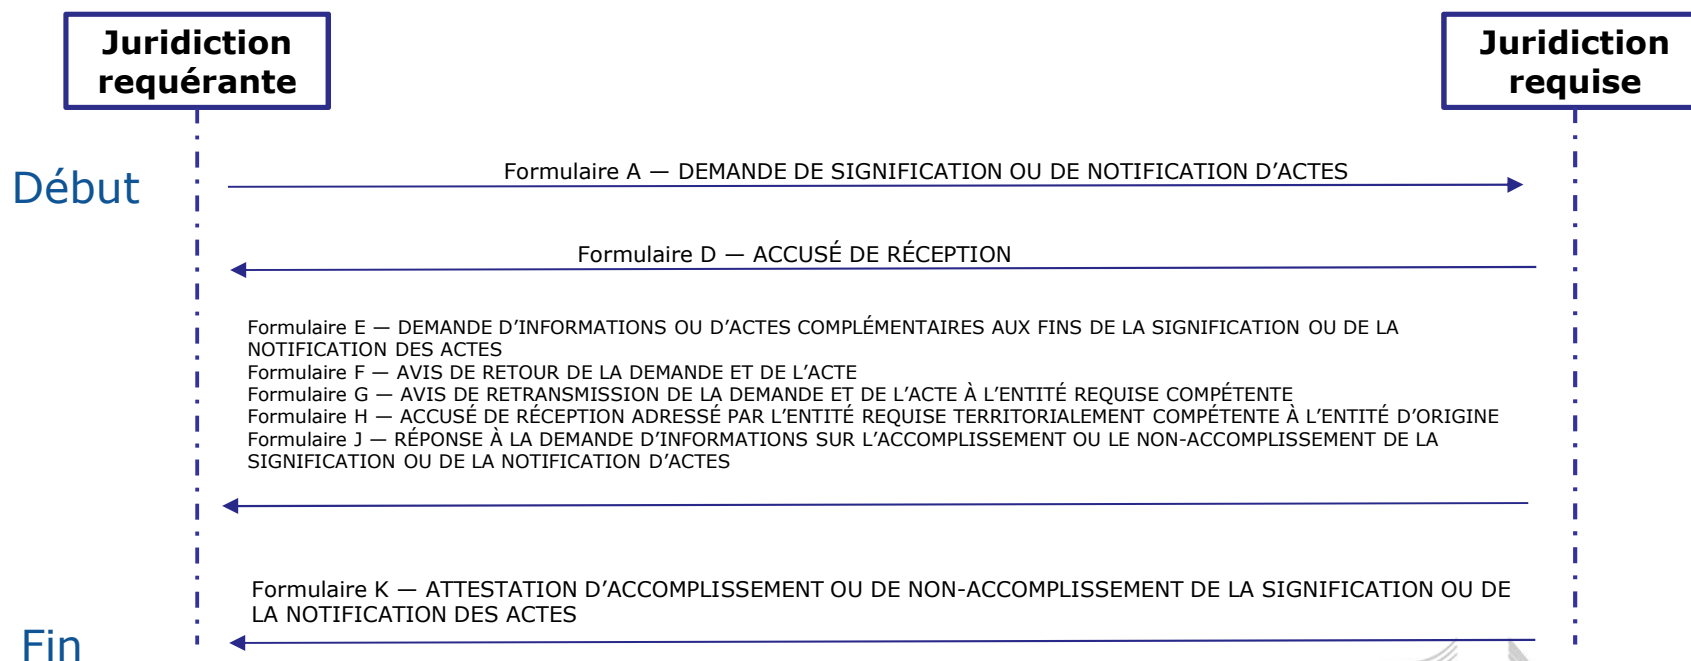 Juridiction
requérante
Juridiction
requise
Début
Formulaire A — DEMANDE DE SIGNIFICATION OU DE NOTIFICATION D’ACTES
Formulaire D — ACCUSÉ DE RÉCEPTION
Formulaire E — DEMANDE D’INFORMATIONS OU D’ACTES COMPLÉMENTAIRES AUX FINS DE LA SIGNIFICATION OU DE LA
NOTIFICATION DES ACTES
Formulaire F — AVIS DE RETOUR DE LA DEMANDE ET DE L’ACTE
Formulaire G — AVIS DE RETRANSMISSION DE LA DEMANDE ET DE L’ACTE À L’ENTITÉ REQUISE COMPÉTENTE
Formulaire H — ACCUSÉ DE RÉCEPTION ADRESSÉ PAR L’ENTITÉ REQUISE TERRITORIALEMENT COMPÉTENTE À L’ENTITÉ D’ORIGINE
Formulaire J — RÉPONSE À LA DEMANDE D’INFORMATIONS SUR L’ACCOMPLISSEMENT OU LE NON-ACCOMPLISSEMENT DE LA
SIGNIFICATION OU DE LA NOTIFICATION D’ACTES
Formulaire K — ATTESTATION D’ACCOMPLISSEMENT OU DE NON-ACCOMPLISSEMENT DE LA SIGNIFICATION OU DE
LA NOTIFICATION DES ACTES
Fin